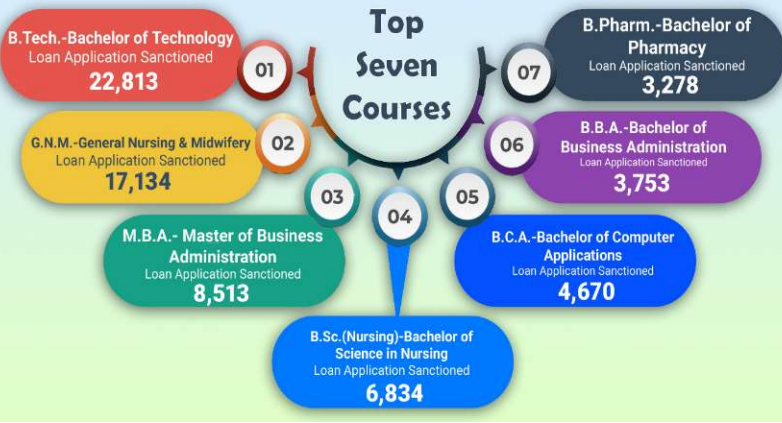 Top
Seven
Courses
01
B.Tech.-Bachelor of Technology
Loan Application Sanctioned
22,813
02
G.N.M.-General Nursing & Midwifery
Loan Application Sanctioned
17,134
03
M.B.A.- Master of Business
Administration
Loan Application Sanctioned
8,513
04
B.Sc.(Nursing)-Bachelor of
Science in Nursing
Loan Application Sanctioned
6,834
05
B.C.A.-Bachelor of Computer
Applications
Loan Application Sanctioned
4,670
06
B.B.A.-Bachelor of
Business Administration
Loan Application Sanctioned
3,753
07
B.Pharm.-Bachelor of
Pharmacy
Loan Application Sanctioned
3,278